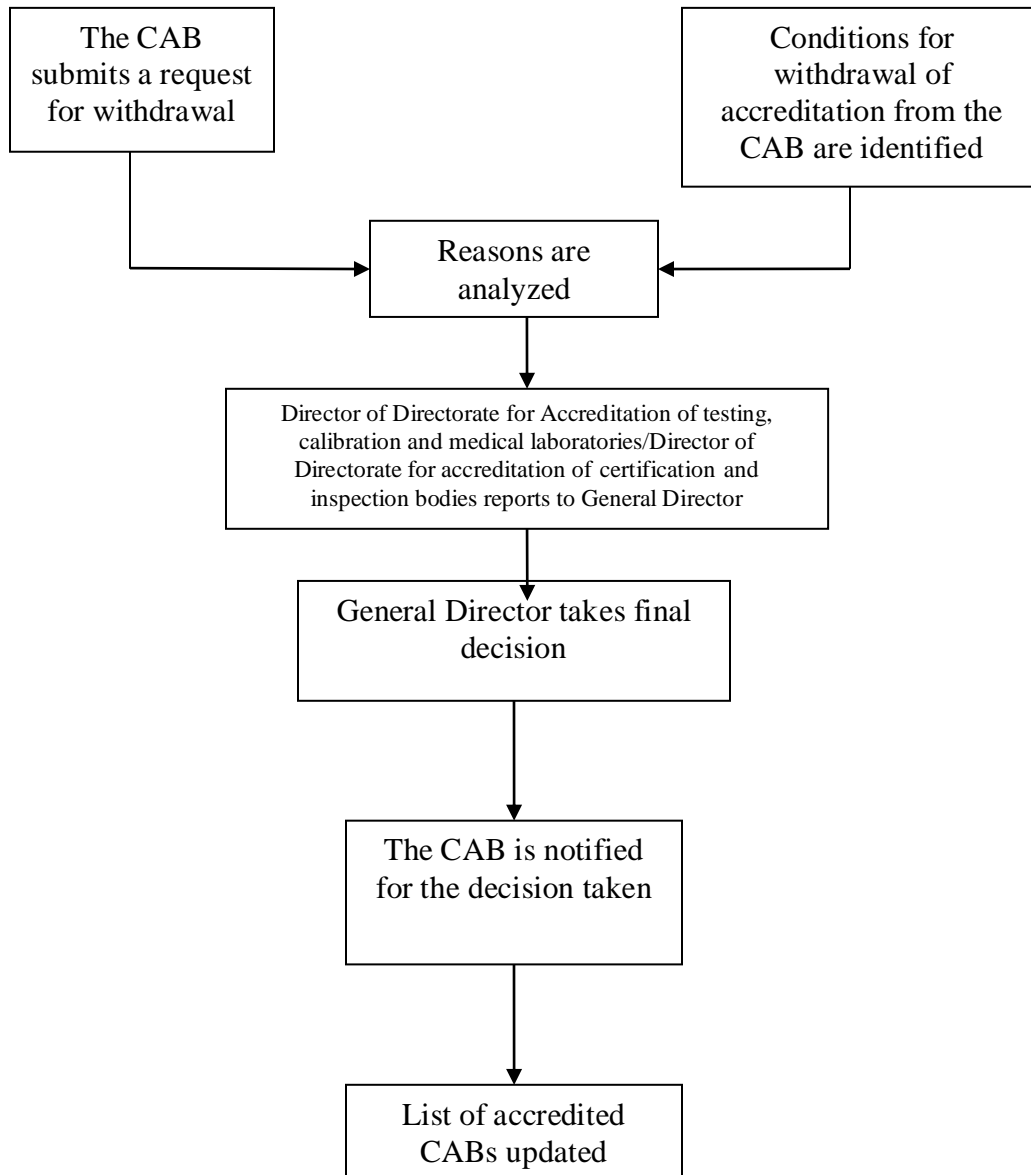 The CAB
submits a request
for withdrawal
Conditions for
withdrawal of
accreditation from the
CAB are identified
Reasons are
analyzed
Director of Directorate for Accreditation of testing,
calibration and medical laboratories/Director of
Directorate for accreditation of certification and
inspection bodies reports to General Director
General Director takes final
decision
The CAB is notified
for the decision taken
List of accredited
CABs updated